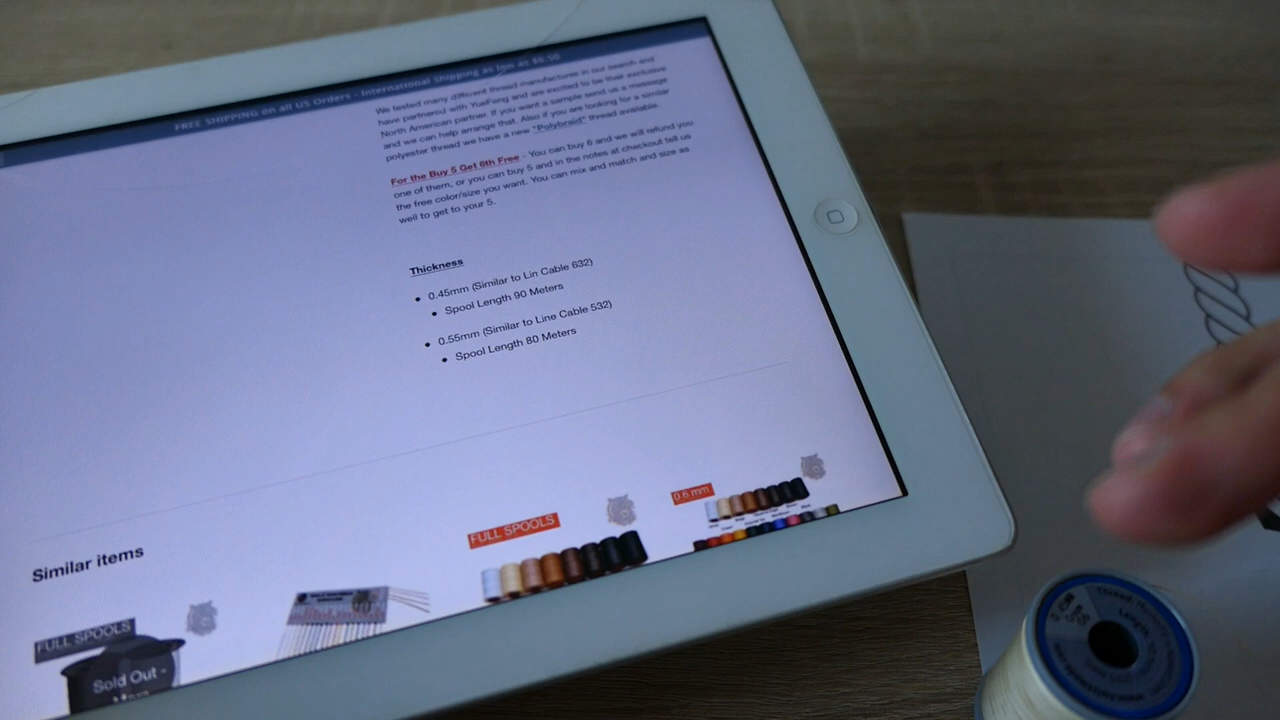 FREE SHIPPING on all US Orders - International Shipping as low as $6.50
We tested many different thread manufactures in our search and
have partnered with YueFang and are excited to be their exclusive
North American partner. If you want a sample send us a message
and we can help arrange that. Also if you are looking for a similar
polyester thread we have a new "Polybraid" thread available.
For the Buy 5 Get 6th Free - You can buy 6 and we will refund you
one of them, or you can buy 5 and in the notes at checkout tell us
the free color/size you want. You can mix and match and size as
well to get to your 5.
Thickness
0.45mm (Similar to Lin Cable 632)
Spool Length 90 Meters
0.55mm (Similar to Line Cable 532)
Spool Length 80 Meters
Similar items
FULL SPOOLS
Sold Out -
FULL SPOOLS
0.6 mm
Thread:
Length: